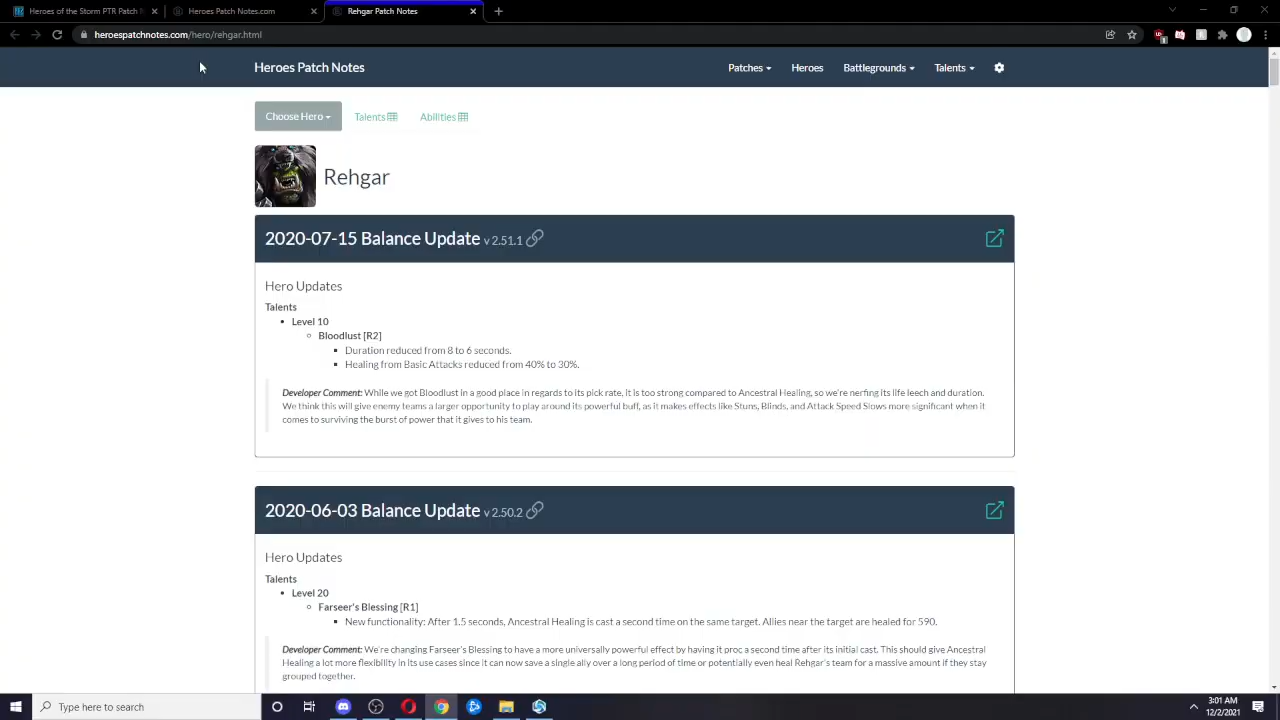 Heroes of the Storm PTR Patch
Heroes Patch Notes.com
Rehgar Patch Notes
heroespatchnotes.com/hero/rehgar.html
Heroes Patch Notes
Patches
Heroes
Battlegrounds
Talents
Choose Hero
Talents
Abilities
Rehgar
2020-07-15 Balance Update v 2.51.1
Hero Updates
Talents
Level 10
Bloodlust [R2]
Duration reduced from 8 to 6 seconds.
Healing from Basic Attacks reduced from 40% to 30%.
Developer Comment: While we got Bloodlust in a good place in regards to its pick rate, it is too strong compared to Ancestral Healing, so we're nerfing its life leech and duration.
We think this will give enemy teams a larger opportunity to play around its powerful buff, as it makes effects like Stuns, Blinds, and Attack Speed Slows more significant when it
comes to surviving the burst of power that it gives to his team.
2020-06-03 Balance Update v 2.50.2
Hero Updates
Talents
Level 20
Farseer's Blessing [R1]
New functionality: After 1.5 seconds, Ancestral Healing is cast a second time on the same target. Allies near the target are healed for 590.
Developer Comment: We're changing Farseer's Blessing to have a more universally powerful effect by having it proc a second time after its initial cast. This should give Ancestral
Healing a lot more flexibility in its use cases since it can now save a single ally over a long period of time or potentially even heal Rehgar's team for a massive amount if they stay
grouped together.
Type here to search
3:01 AM
12/2/2021